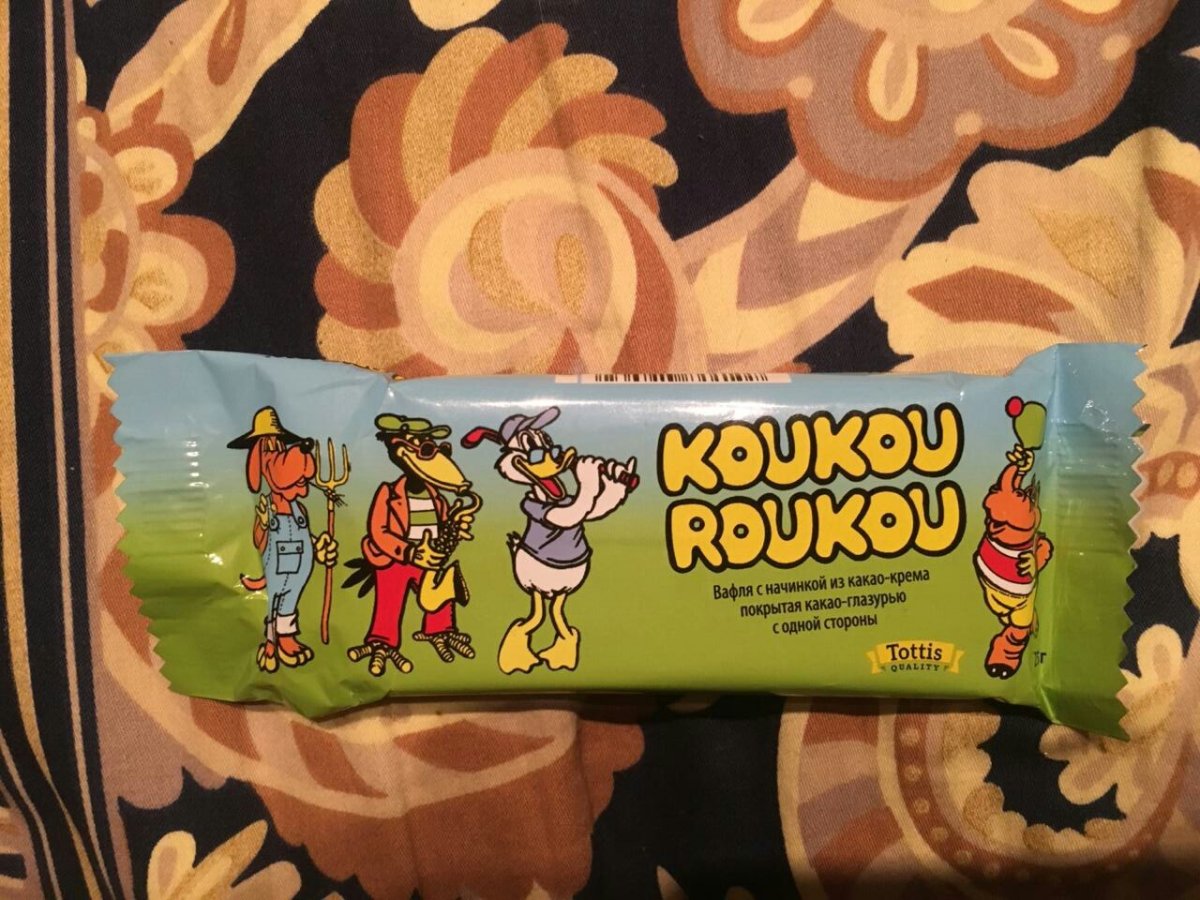 KOUKOU
ROUKOU
Вафля с начинкой из какао-крема
покрытая какао-глазурью
с одной стороны
Tottis
QUALITY